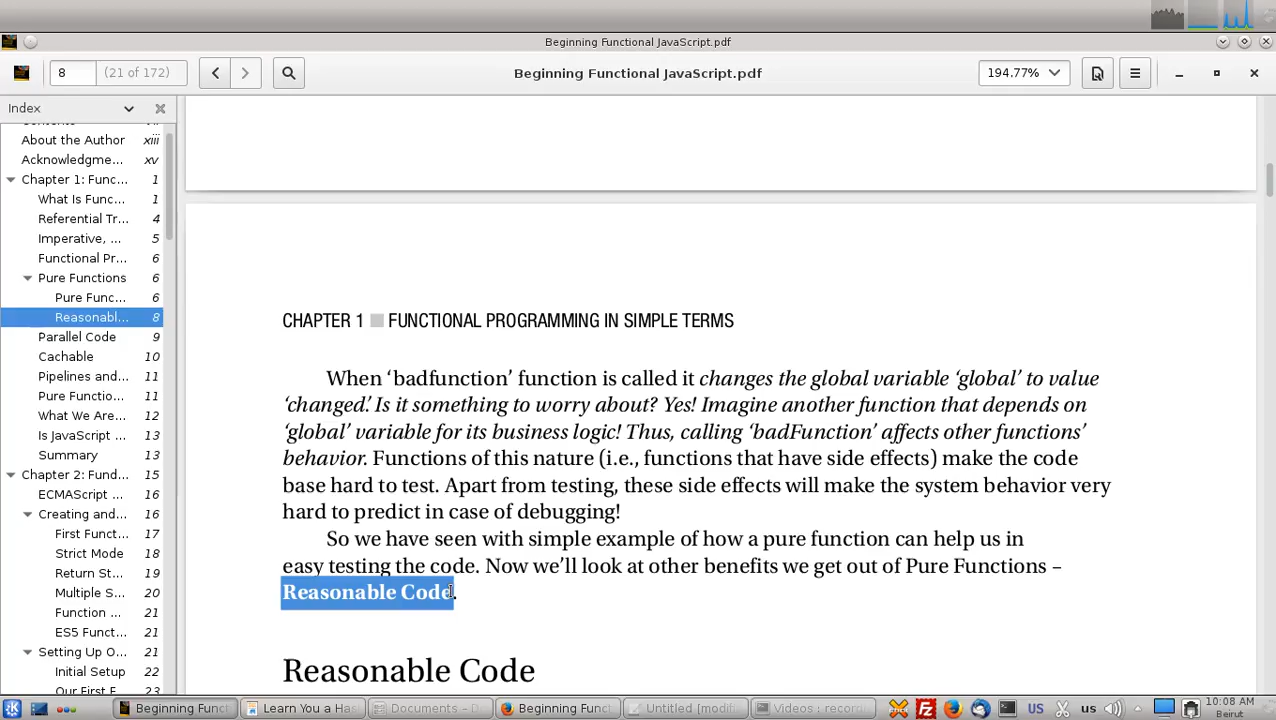 Beginning Functional JavaScript.pdf
8 (21 of 172) Beginning Functional JavaScript.pdf 194.77%
Index
About the Author xiii
Acknowledgme... xv
Chapter 1: Func... 1
What Is Func... 1
Referential Tr... 4
Imperative, ... 5
Functional Pr... 6
Pure Functions 6
Pure Func... 6
Reasonabl... 8
Parallel Code 9
Cachable 10
Pipelines and... 11
Pure Functio... 11
What We Are... 12
Is JavaScript ... 13
Summary 13
Chapter 2: Fund... 15
ECMAScript ... 16
Creating and... 16
First Funct... 17
Strict Mode 18
Return St... 19
Multiple S... 20
Function ... 21
ES5 Funct... 21
Setting Up O... 22
Initial Setup 22
Our First F... 23
CHAPTER 1 ■ FUNCTIONAL PROGRAMMING IN SIMPLE TERMS
When ‘badfunction’ function is called it changes the global variable ‘global’ to value
‘changed’. Is it something to worry about? Yes! Imagine another function that depends on
‘global’ variable for its business logic! Thus, calling ‘badFunction’ affects other functions’
behavior. Functions of this nature (i.e., functions that have side effects) make the code
base hard to test. Apart from testing, these side effects will make the system behavior very
hard to predict in case of debugging!
So we have seen with simple example of how a pure function can help us in
easy testing the code. Now we’ll look at other benefits we get out of Pure Functions –
Reasonable Code.
Reasonable Code
Beginning Func Learn You a Has Documents – D Beginning Func Untitled [modifi Videos : record US us 10:08 AM
Beirut